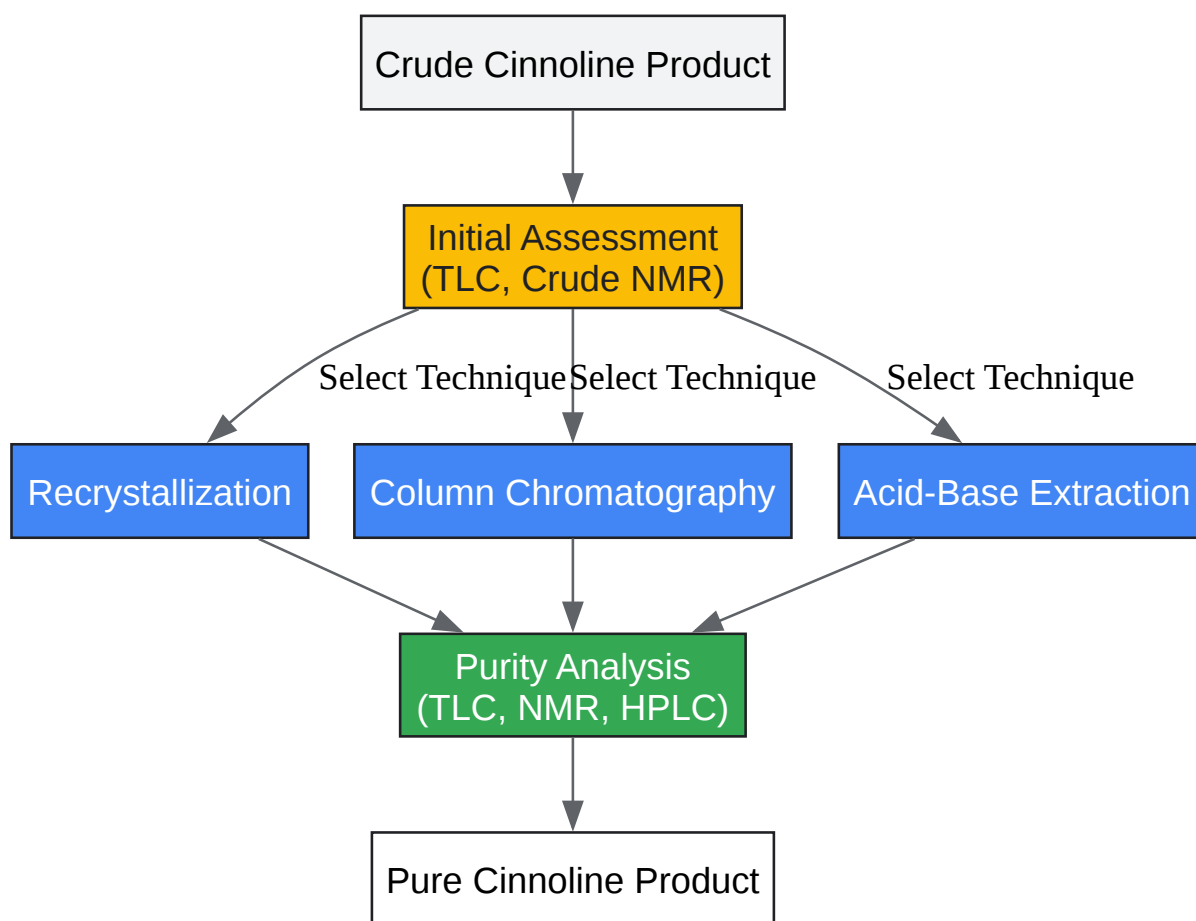 Crude Cinnoline Product
Initial Assessment
(TLC, Crude NMR)
Select Technique
Select Technique
Select Technique
Recrystallization
Column Chromatography
Acid-Base Extraction
Purity Analysis
(TLC, NMR, HPLC)
Pure Cinnoline Product